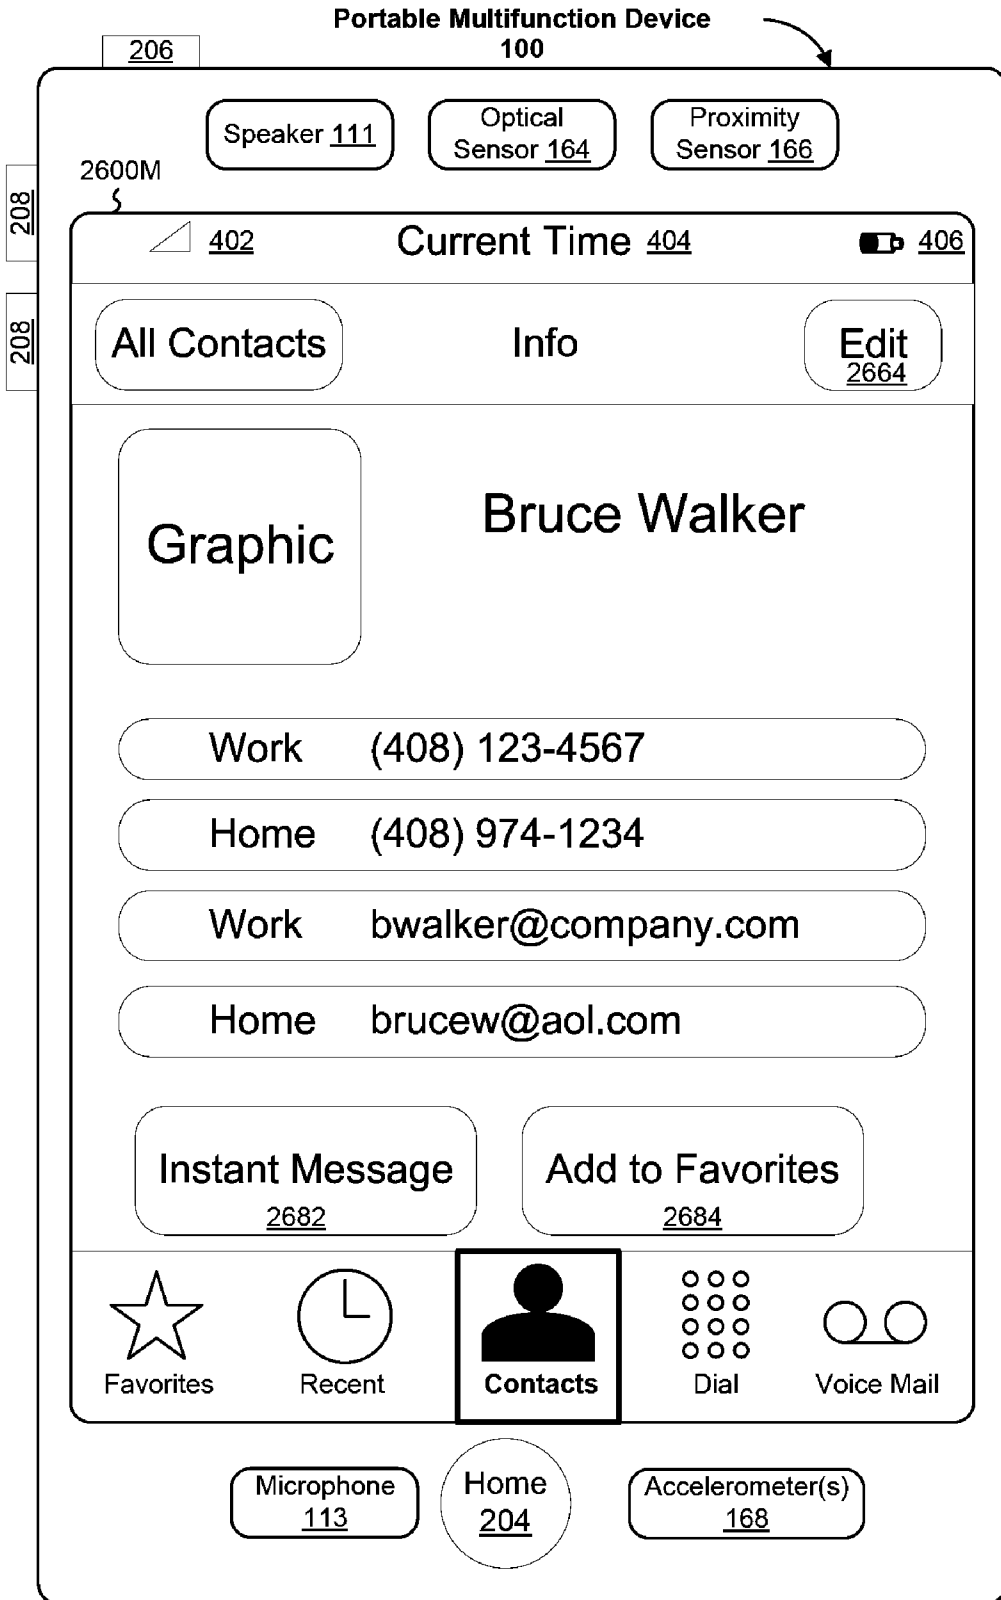 Portable Multifunction Device
100
206
Speaker 111
Optical
Sensor 164
Proximity
Sensor 166
2600M
208
208
402
Current Time 404
406
All Contacts
Info
Edit
2664
Graphic
Bruce Walker
Work (408) 123-4567
Home (408) 974-1234
Work bwalker@company.com
Home brucew@aol.com
Instant Message
2682
Add to Favorites
2684
Favorites
Recent
Contacts
Dial
Voice Mail
Microphone
113
Home
204
Accelerometer(s)
168